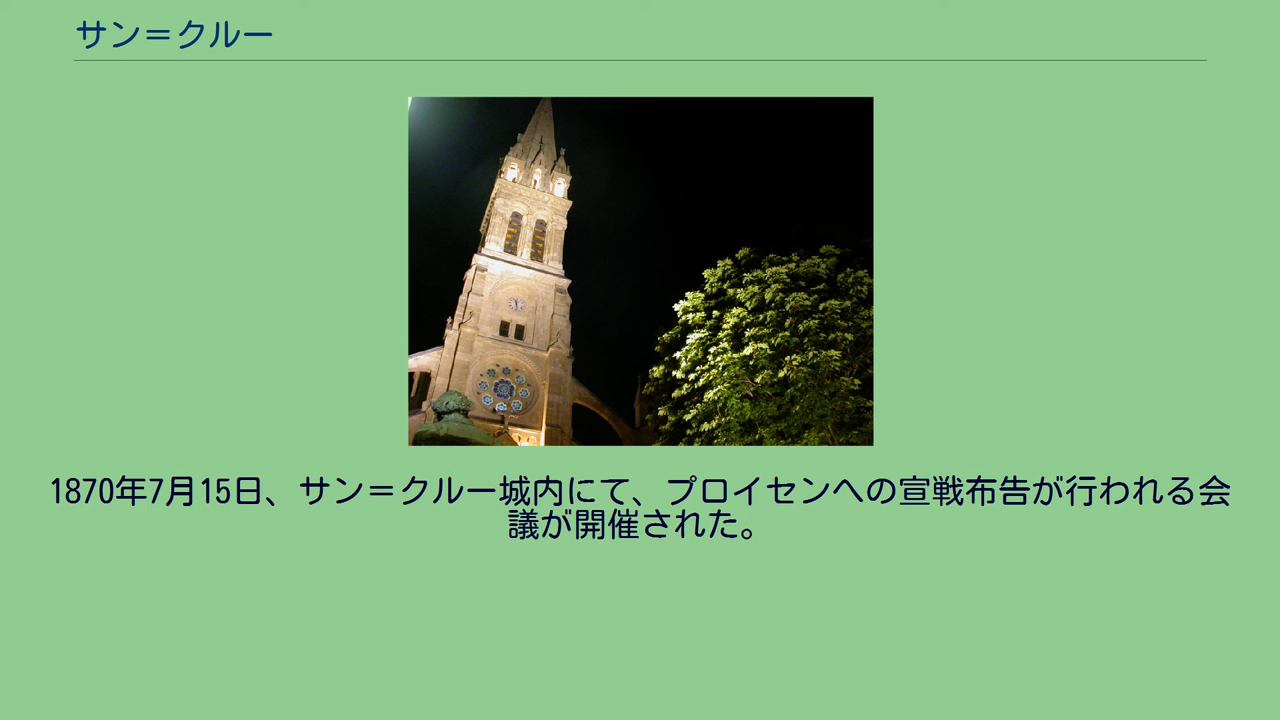 サン＝クルー
1870年7月15日、サン＝クルー城内にて、プロイセンへの宣戦布告が行われる会
議が開催された。